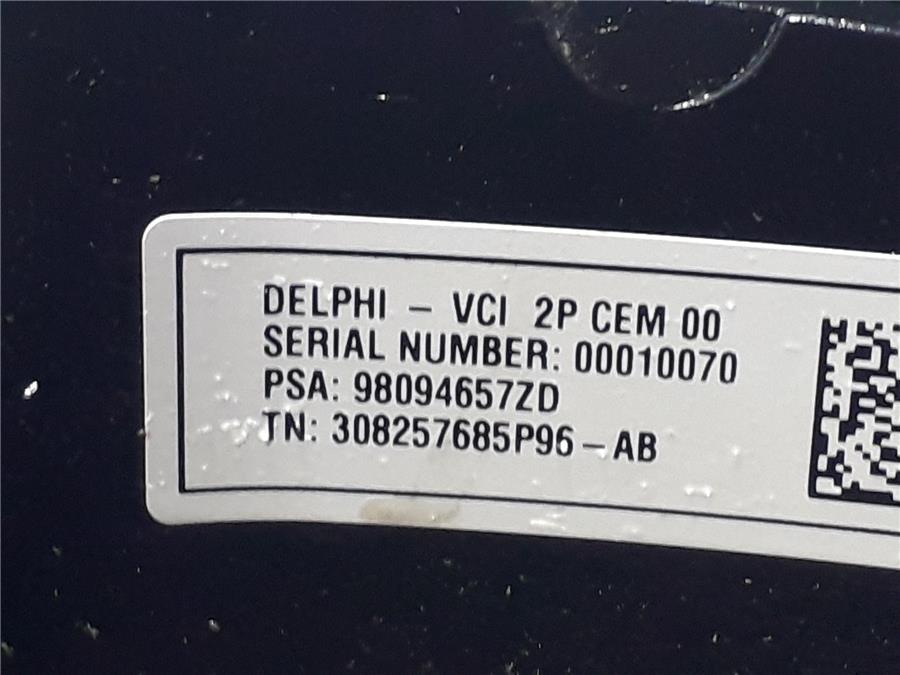 DELPHI – VCI 2P CEM 00
SERIAL NUMBER: 00010070
PSA: 98094657ZD
TN: 308257685P96 – AB